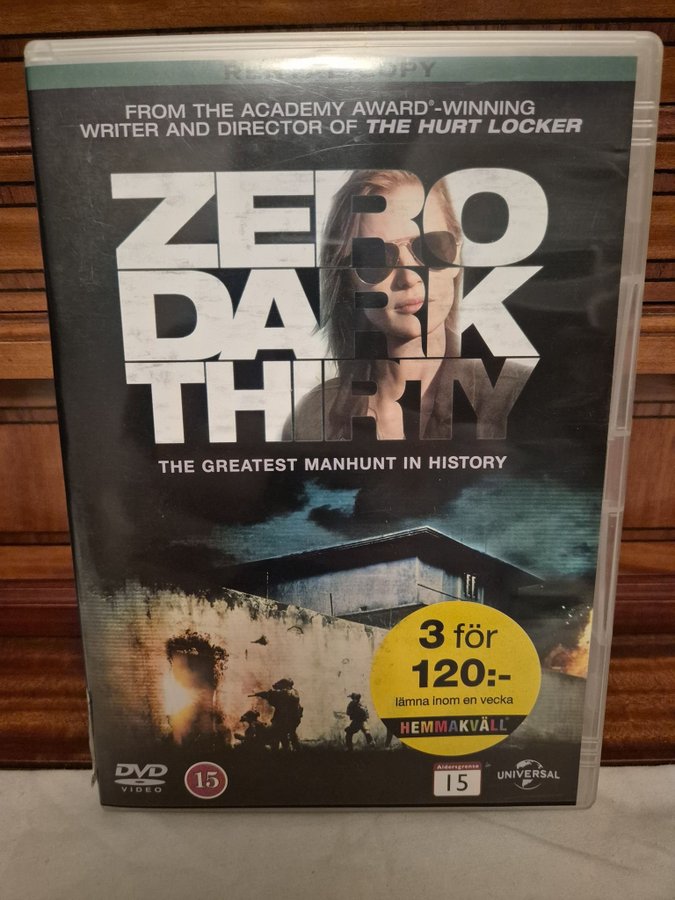 RENTAL COPY
FROM THE ACADEMY AWARD®-WINNING
WRITER AND DIRECTOR OF THE HURT LOCKER
ZERO
DARK
THIRTY
THE GREATEST MANHUNT IN HISTORY
3 för
120:-
lämna inom en vecka
HEMMAKVÄLL
DVD
VIDEO
15
Aldersgrense
15
UNIVERSAL